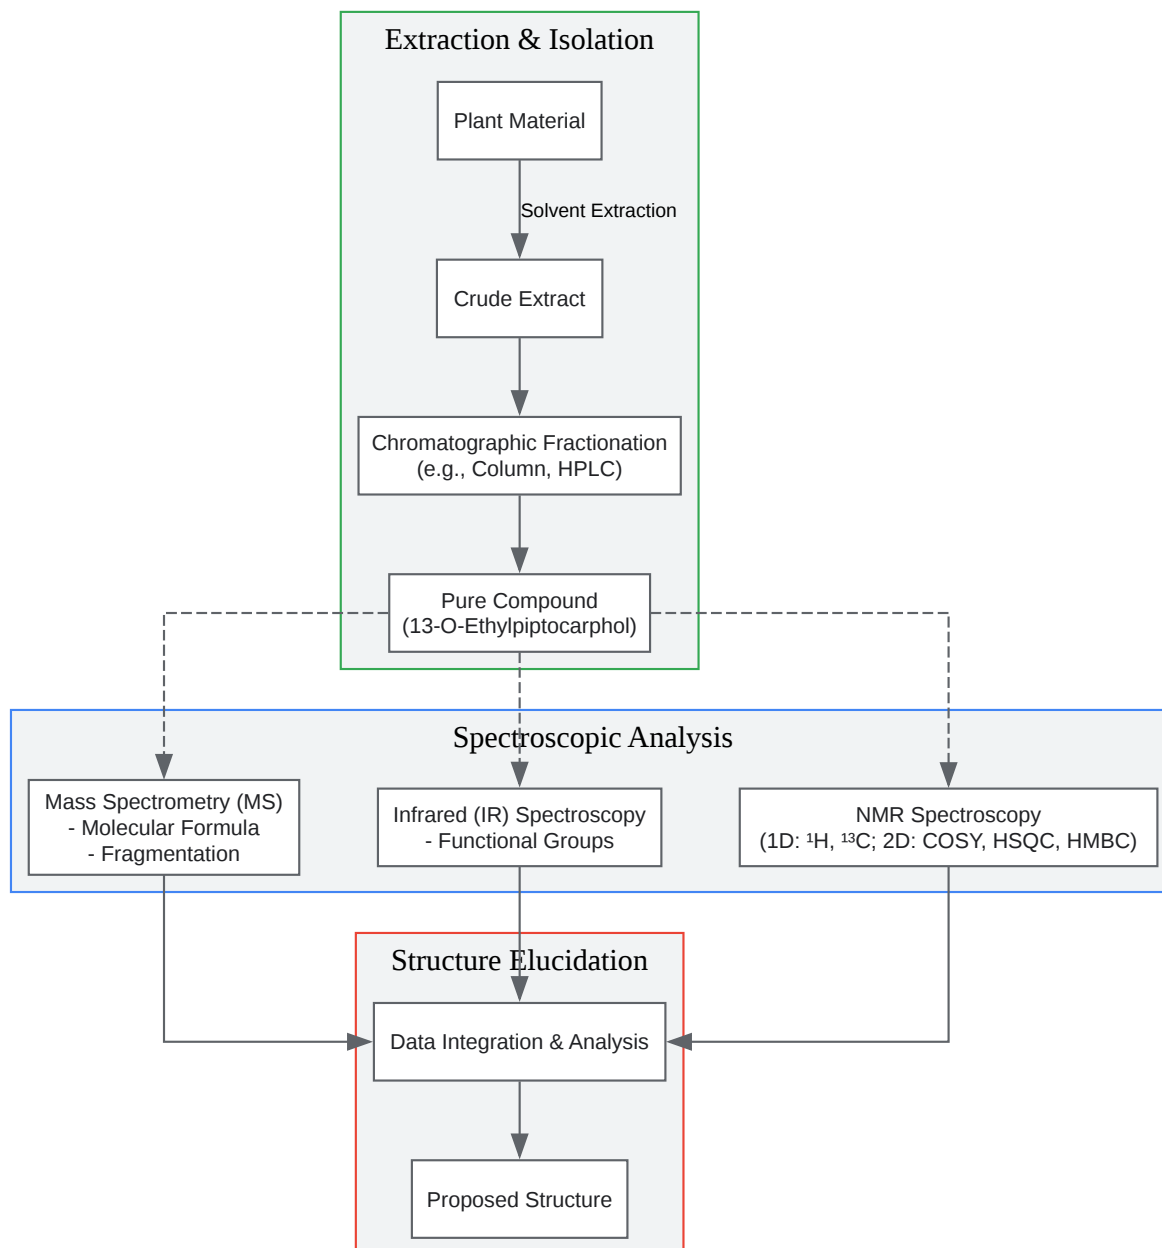 Extraction & Isolation
Plant Material
Solvent Extraction
Crude Extract
Chromatographic Fractionation
(e.g., Column, HPLC)
Pure Compound
(13-O-Ethylpiptocarphol)
Spectroscopic Analysis
Mass Spectrometry (MS)
- Molecular Formula
- Fragmentation
Infrared (IR) Spectroscopy
- Functional Groups
NMR Spectroscopy
(1D: ¹H, ¹³C; 2D: COSY, HSQC, HMBC)
Structure Elucidation
Data Integration & Analysis
Proposed Structure